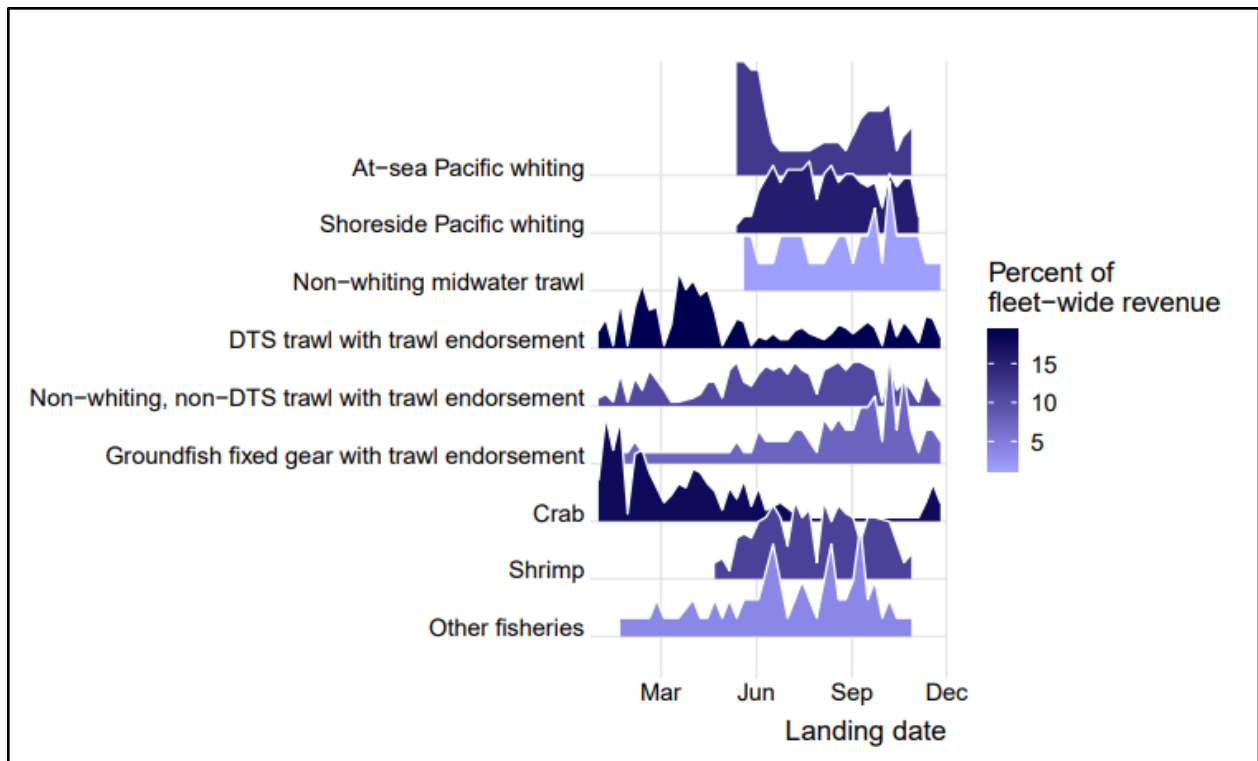 At−sea Pacific whiting
Shoreside Pacific whiting
Non−whiting midwater trawl
DTS trawl with trawl endorsement
Non−whiting, non−DTS trawl with trawl endorsement
Groundfish fixed gear with trawl endorsement
Crab
Shrimp
Other fisheries
Mar Jun Sep Dec
Landing date
Percent of
fleet−wide revenue
15
10
5